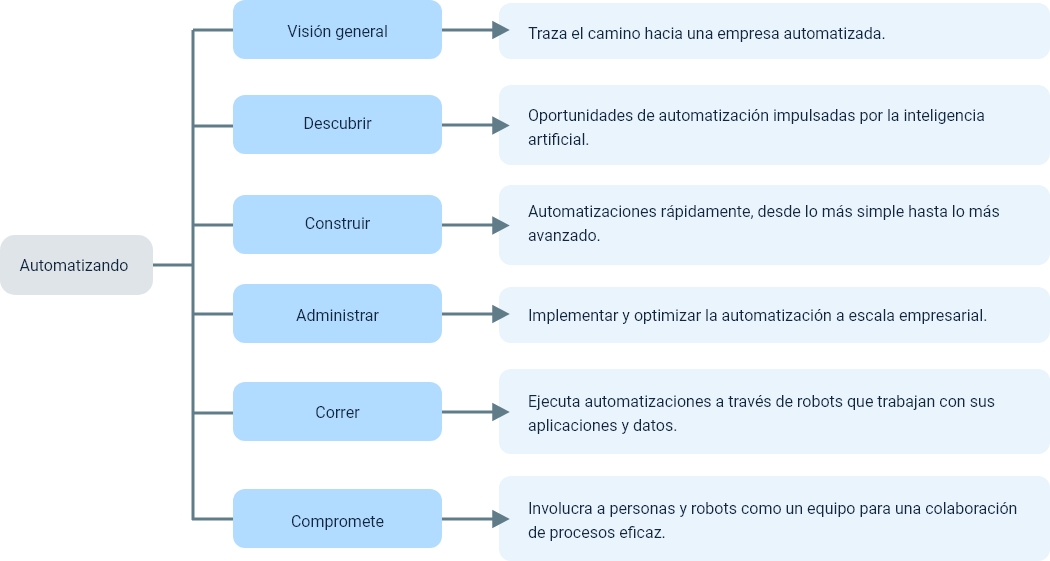 Visión general
Traza el camino hacia una empresa automatizada.
Descubrir
Oportunidades de automatización impulsadas por la inteligencia
artificial.
Construir
Automatizaciones rápidamente, desde lo más simple hasta lo más
avanzado.
Automatizando
Administrar
Implementar y optimizar la automatización a escala empresarial.
Correr
Ejecuta automatizaciones a través de robots que trabajan con sus
aplicaciones y datos.
Compromete
Involucra a personas y robots como un equipo para una colaboración
de procesos eficaz.